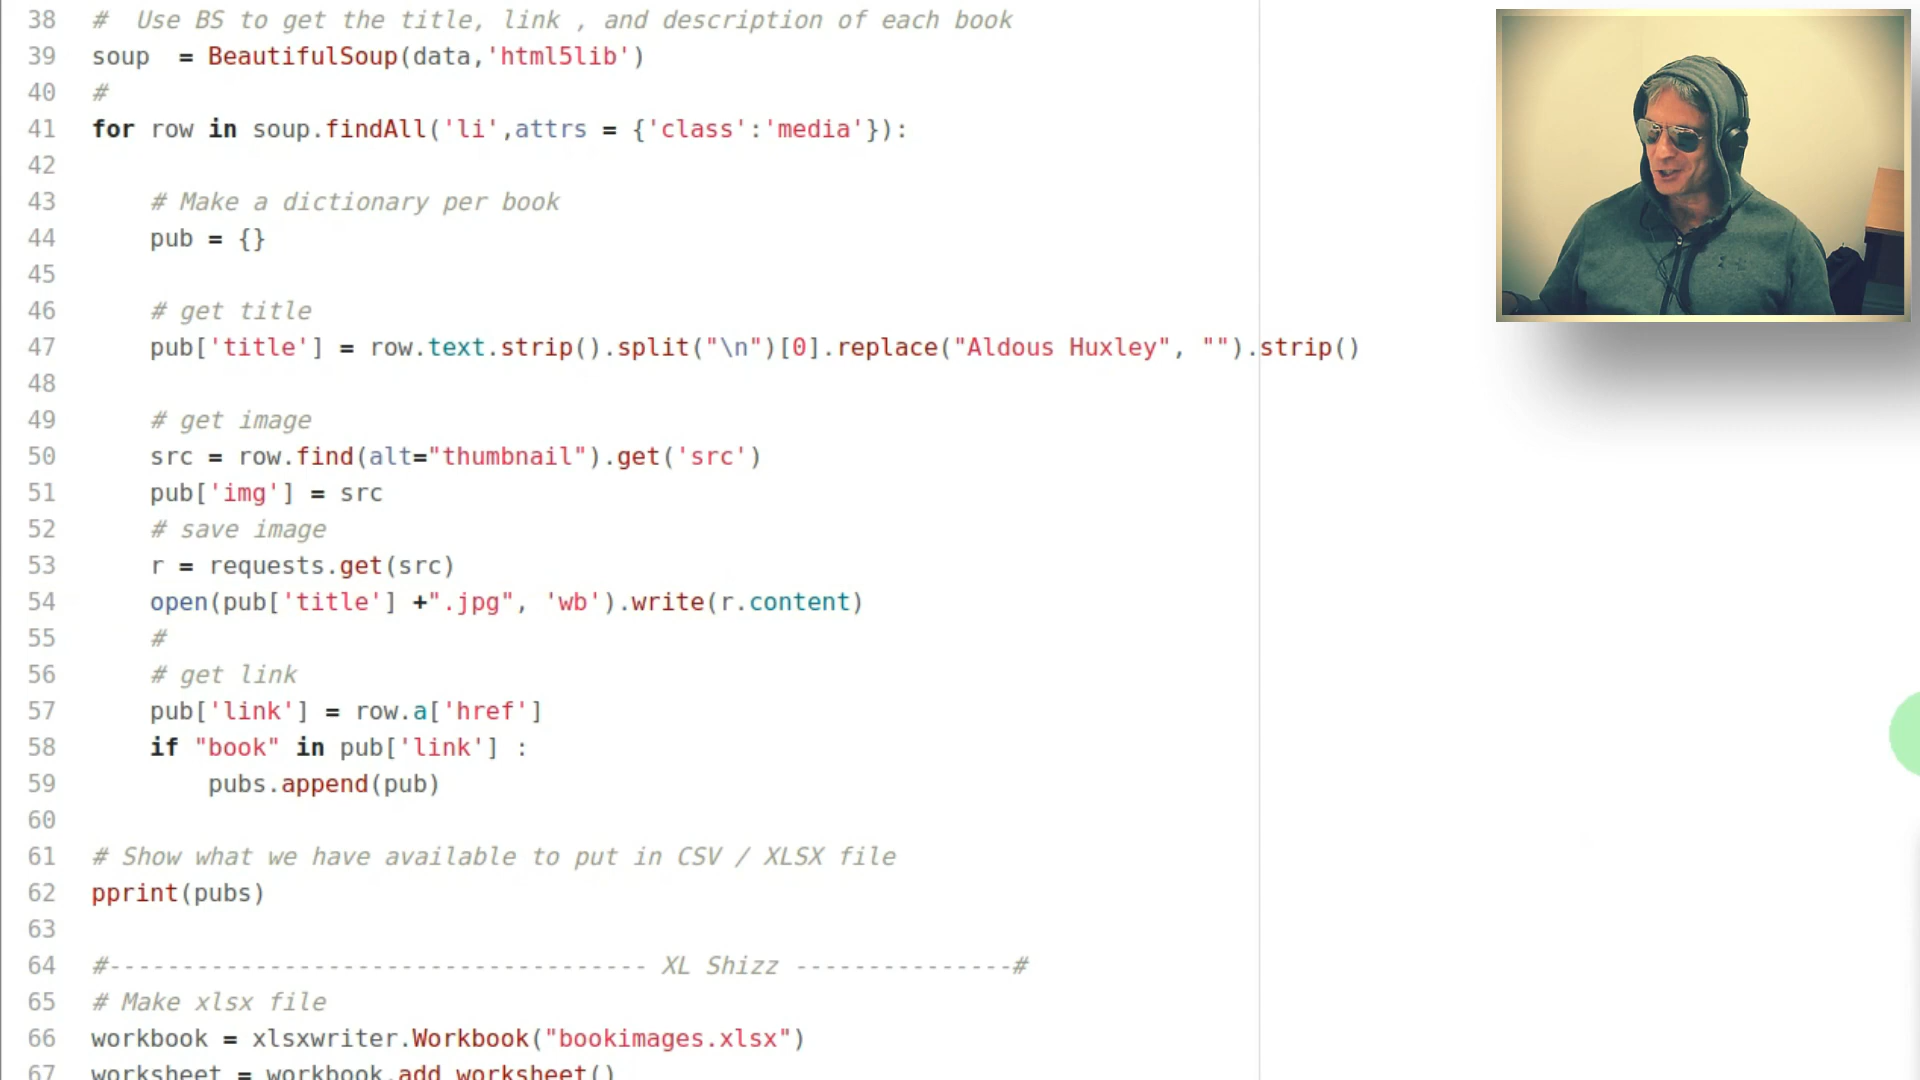 38 #  Use BS to get the title, link , and description of each book
39 soup  = BeautifulSoup(data,'html5lib')
40 #
41 for row in soup.findAll('li',attrs = {'class':'media'}):
42
43     # Make a dictionary per book
44     pub = {}
45
46     # get title
47     pub['title'] = row.text.strip().split("\n")[0].replace("Aldous Huxley", "").strip()
48
49     # get image
50     src = row.find(alt="thumbnail").get('src')
51     pub['img'] = src
52     # save image
53     r = requests.get(src)
54     open(pub['title'] +".jpg", 'wb').write(r.content)
55     #
56     # get link
57     pub['link'] = row.a['href']
58     if "book" in pub['link'] :
59         pubs.append(pub)
60
61 # Show what we have available to put in CSV / XLSX file
62 pprint(pubs)
63
64 #------------------------------------- XL Shizz ---------------#
65 # Make xlsx file
66 workbook = xlsxwriter.Workbook("bookimages.xlsx")
67 worksheet = workbook.add_worksheet()